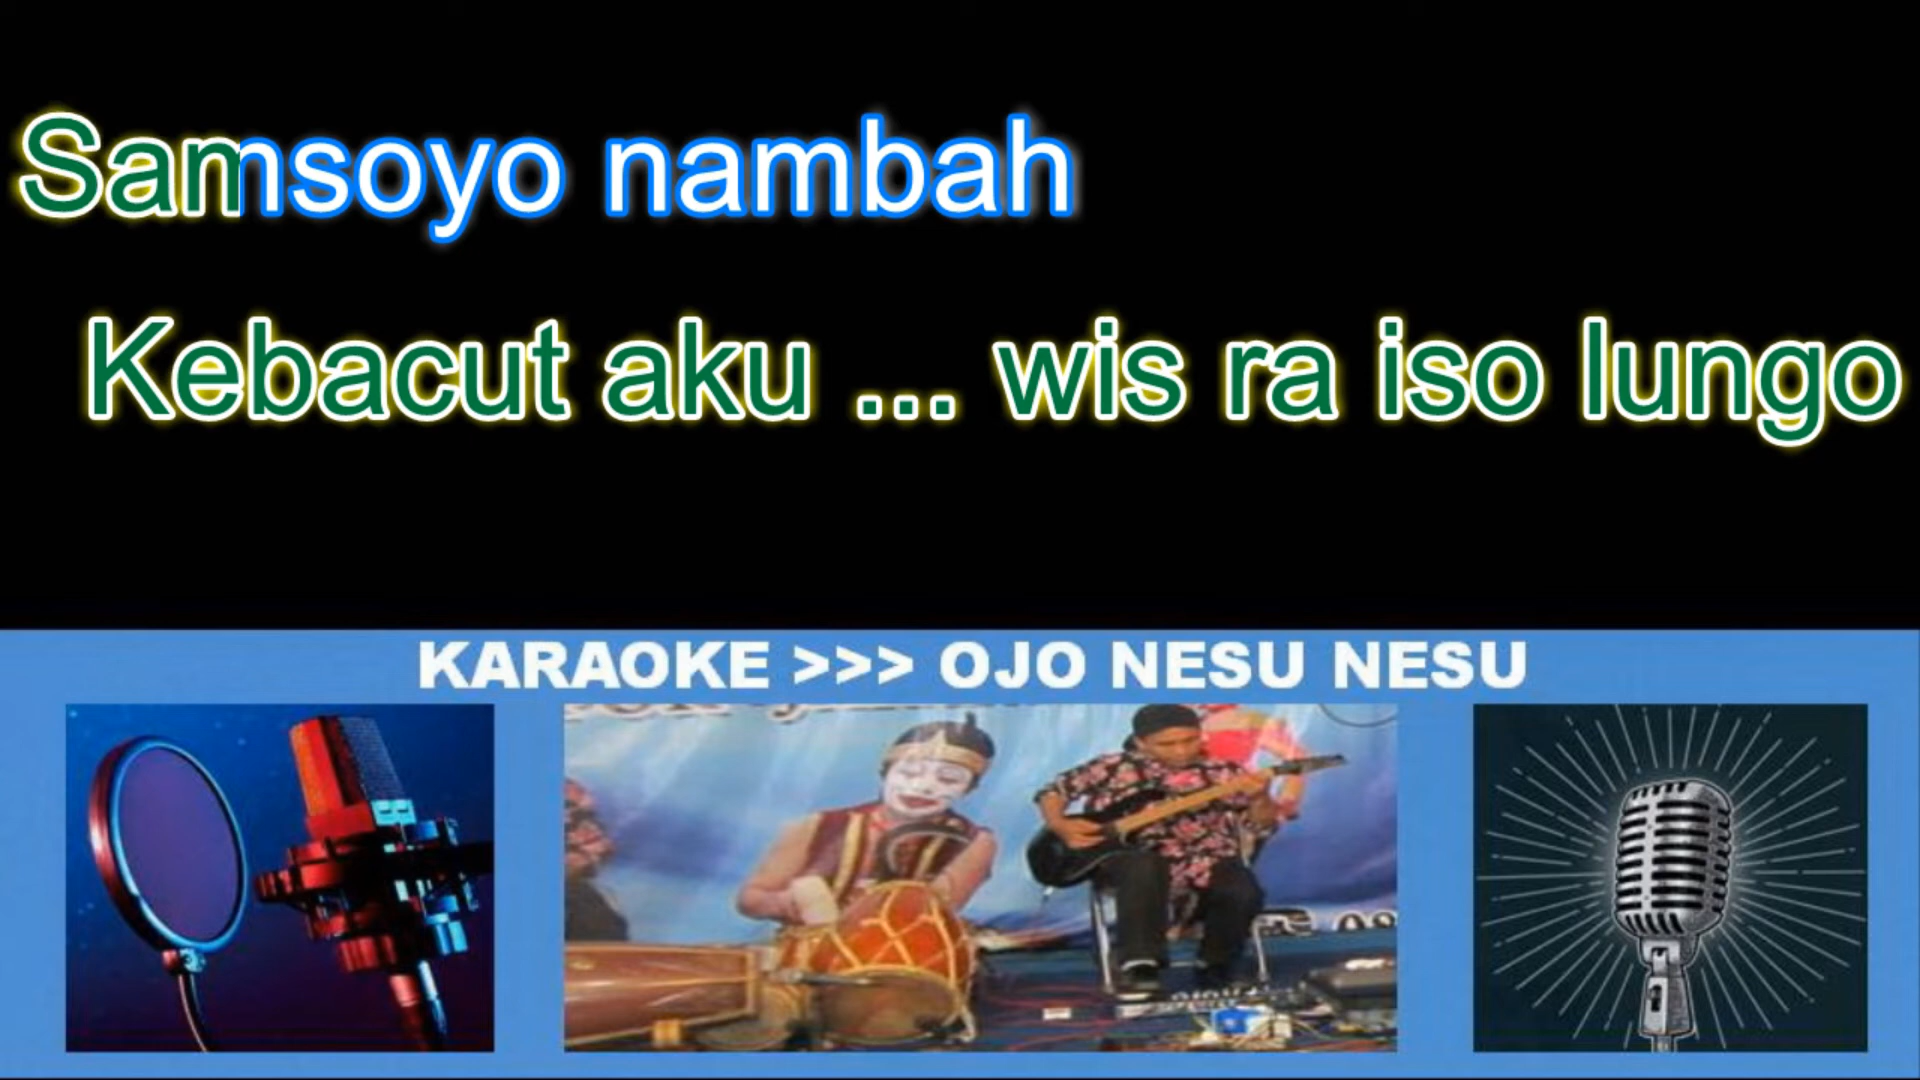 Samsoyo nambah
Kebacut aku ... wis ra iso lungo
KARAOKE >>> OJO NESU NESU